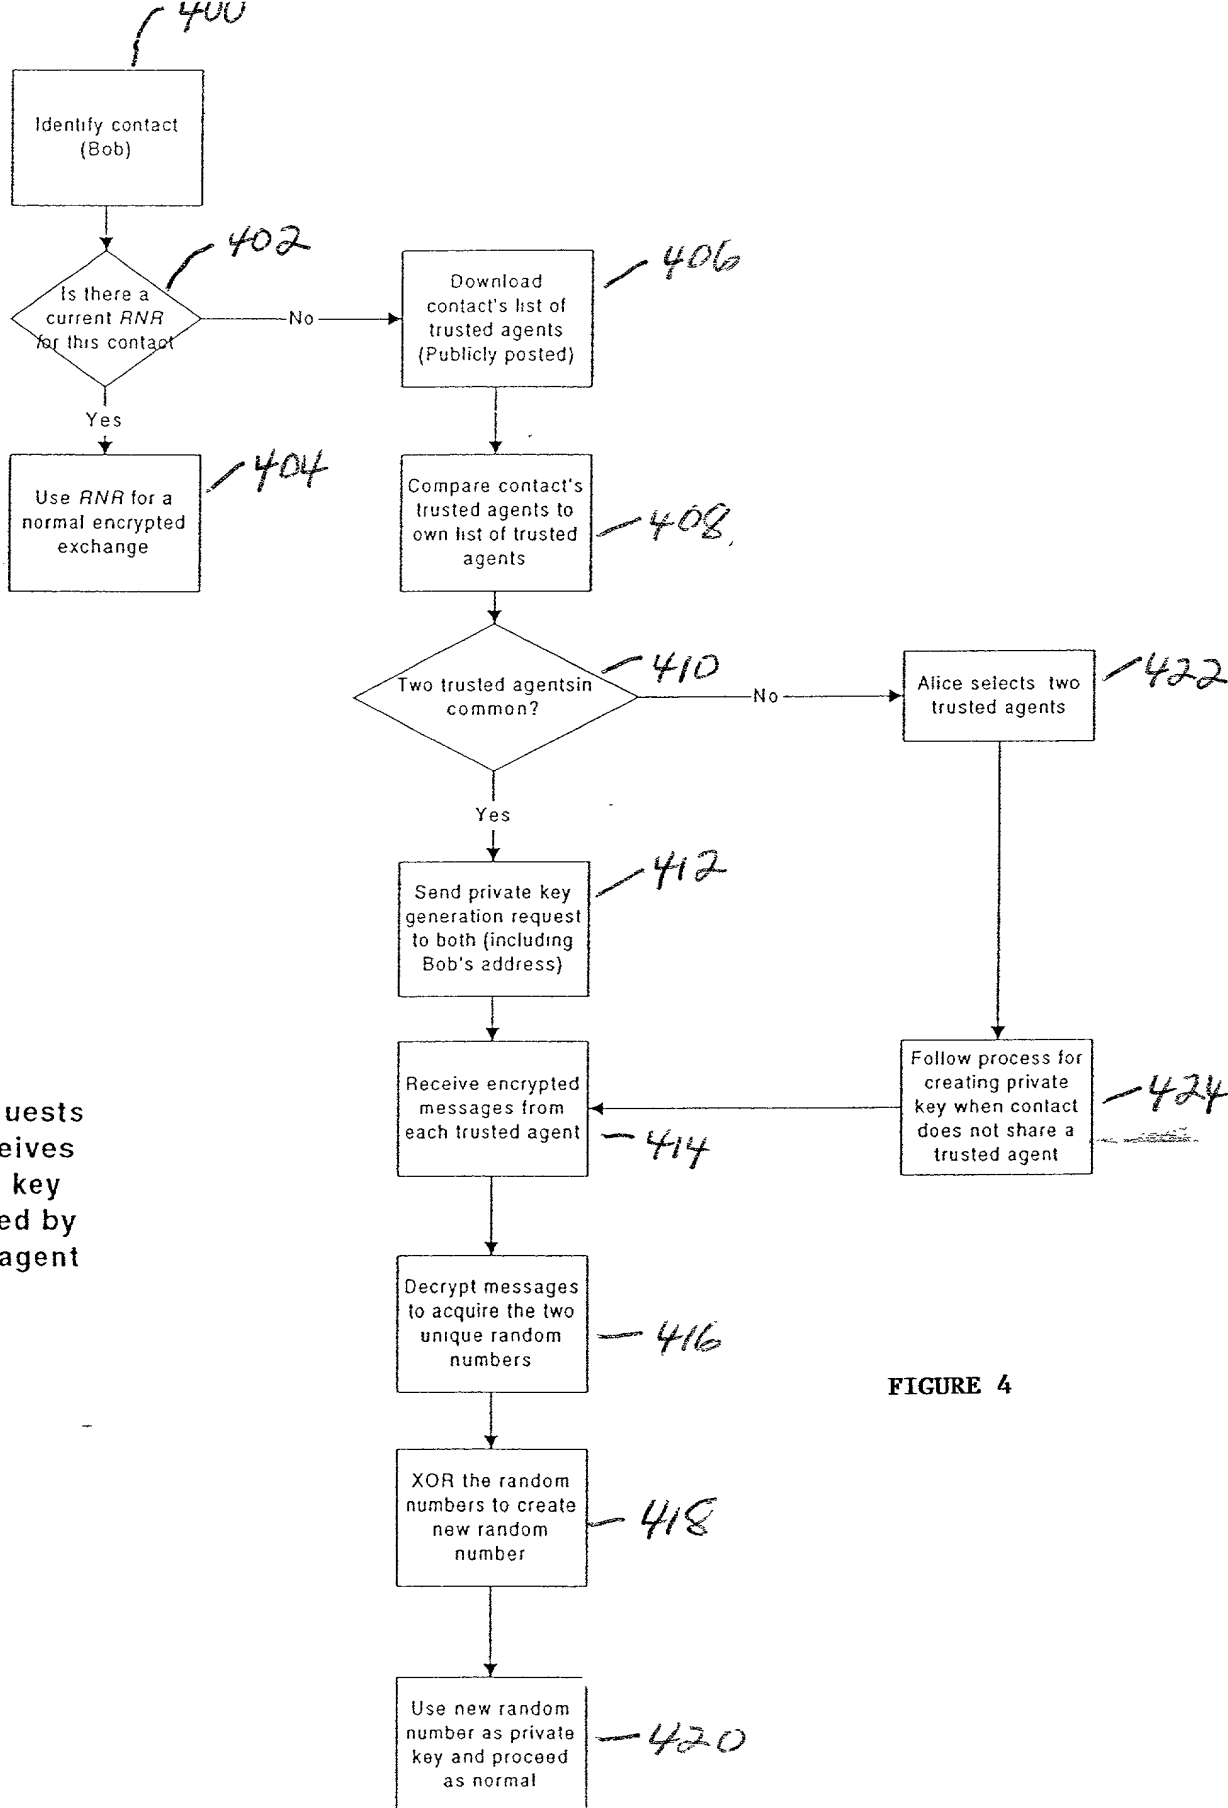 400
Identify contact
(Bob)
402
Is there a
current RNR
for this contact
No
Yes
404
Use RNR for a
normal encrypted
exchange
406
Download
contact's list of
trusted agents
(Publicly posted)
408
Compare contact's
trusted agents to
own list of trusted
agents
410
Two trusted agentsin
common?
No
Yes
422
Alice selects two
trusted agents
412
Send private key
generation request
to both (including
Bob's address)
Receive encrypted
messages from
each trusted agent
414
Follow process for
creating private
key when contact
does not share a
trusted agent
424
uests
eives
key
ed by
agent
Decrypt messages
to acquire the two
unique random
numbers
416
FIGURE 4
XOR the random
numbers to create
new random
number
418
Use new random
number as private
key and proceed
as normal
420